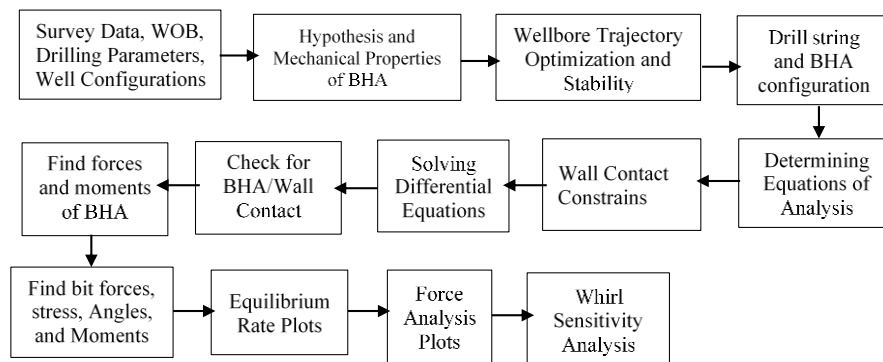 Survey Data, WOB,
Drilling Parameters,
Well Configurations
Hypothesis and
Mechanical Properties
of BHA
Wellbore Trajectory
Optimization and
Stability
Drill string
and BHA
configuration
Determining
Equations of
Analysis
Wall Contact
Constrains
Solving
Differential
Equations
Check for
BHA/Wall
Contact
Find forces
and moments
of BHA
Find bit forces,
stress, Angles,
and Moments
Equilibrium
Rate Plots
Force
Analysis
Plots
Whirl
Sensitivity
Analysis